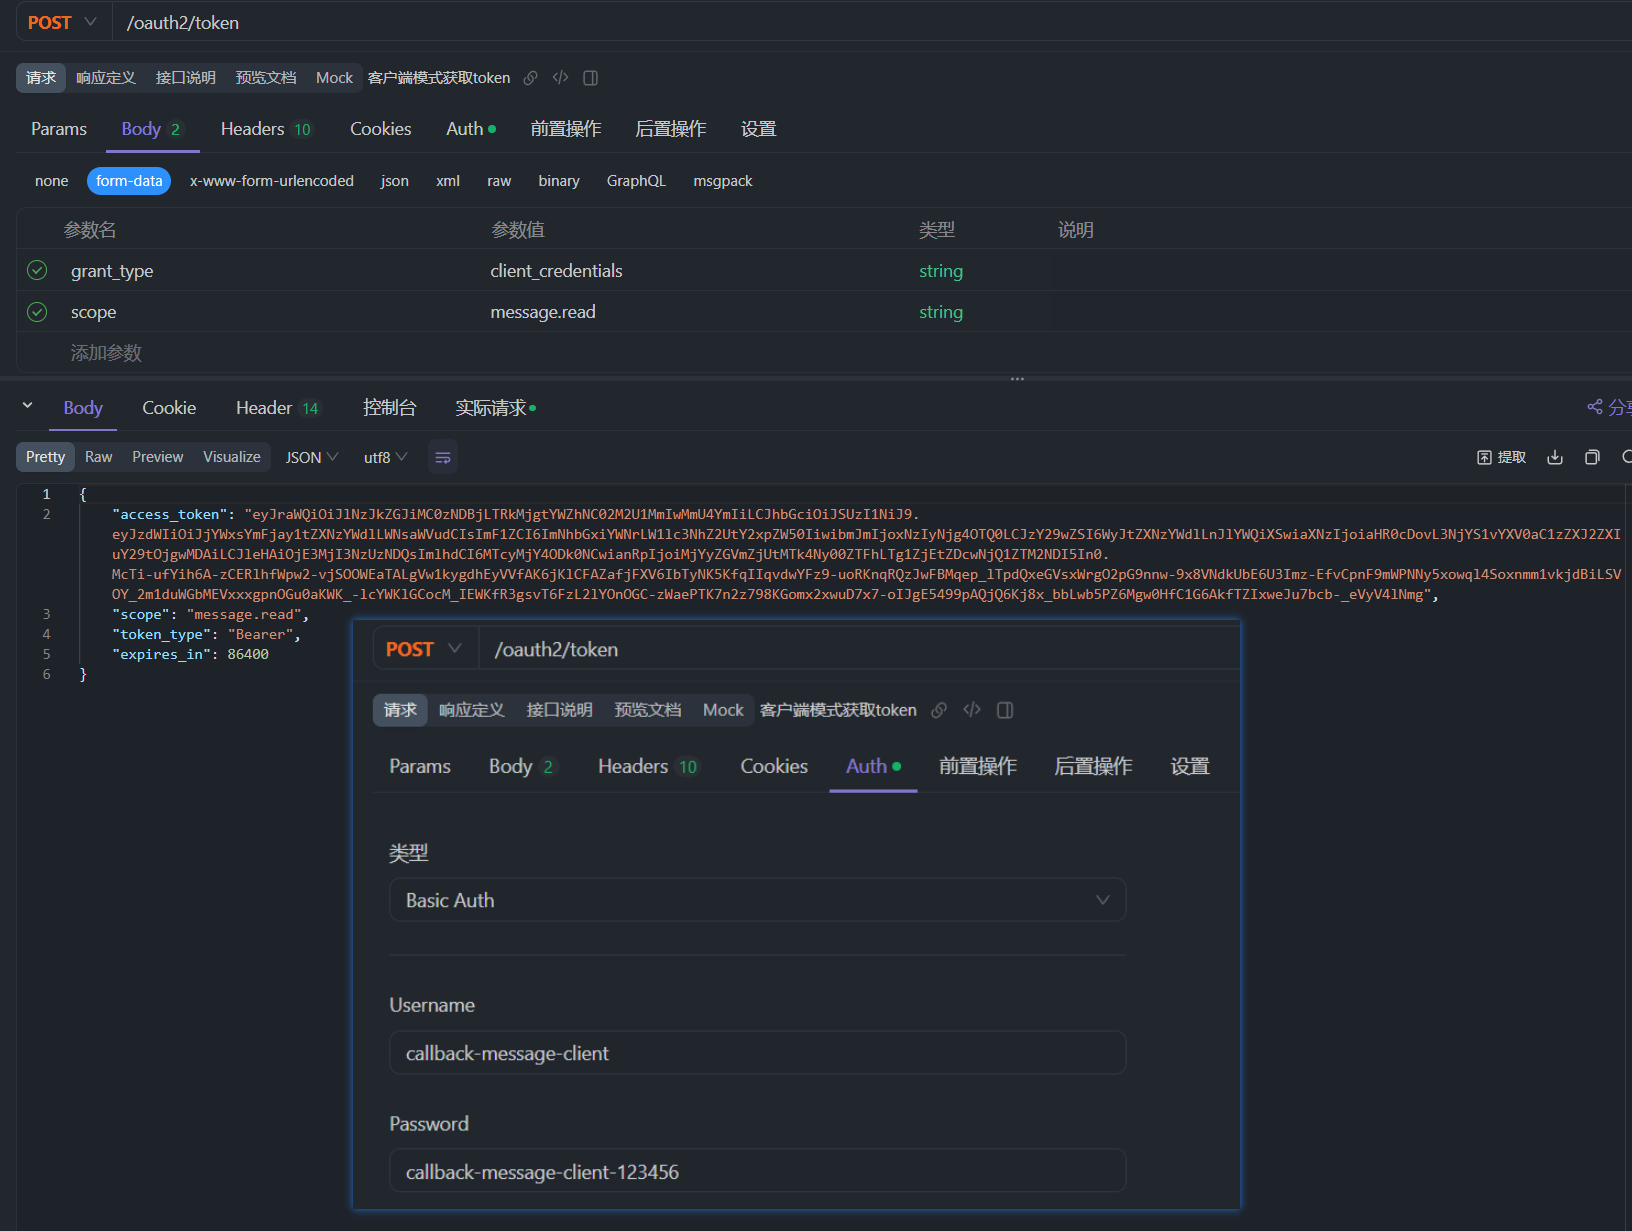 POST /oauth2/token
请求 响应定义 接口说明 预览文档 Mock 客户端模式获取token
Params Body 2 Headers 10 Cookies Auth 前置操作 后置操作 设置
none form-data x-www-form-urlencoded json xml raw binary GraphQL msgpack
参数名 参数值 类型 说明
grant_type client_credentials string
scope message.read string
添加参数
Body Cookie Header 14 控制台 实际请求 分享
Pretty Raw Preview Visualize JSON utf8 提取
1 {
2 "access_token": "eyJraWQiOiJlNzJkZGJiMC0zNDBjLTRkMjgtYWZhNC02M2U1MmIwMmU4YmIiLCJhbGciOiJSUzI1NiJ9.
eyJzdWIiOiJjYWxsYmFjay1tZXNzYWdlLWNsaWVudCIsImF1ZCI6ImNhbGxiYWNrLW1lc3NhZ2UtY2xpZW50IiwibmJmIjoxNzIyNjg4OTQ0LCJzY29wZSI6WyJtZXNzYWdlLnJlYWQiXSwiaXNzIjoiaHR0cDovL3NjYS1vYXV0aC1zZXJ2ZXI
uY29tOjgwMDAiLCJleHAiOjE3MjI3NzUzNDQsImlhdCI6MTcyMjY4ODk0NCwianRpIjoiMjYyZGVmZjUtMTk4Ny00ZTFhLTg1ZjEtZDcwNjQ1ZTM2NDI5In0.
McTi-ufYih6A-zCERlhfWpw2-vjSOOWEaTALgVw1kygdhEyVVfAK6jKlCFAZafjFXV6IbTyNK5KfqIIqvdwYFz9-uoRKnqRQzJwFBMqep_lTpdQxeGVsxWrgO2pG9nnw-9x8VNdkUbE6U3Imz-EfvCpnF9mWPNNy5xowql4Soxnmm1vkjdBiLSV
OY_2m1duWGbMEVxxxgpnOGu0aKWK_-lcYWKlGCocM_IEWKfR3gsvT6FzL2lYOnOGC-zWaePTK7n2z798KGomx2xwuD7x7-oIJgE5499pAQjQ6Kj8x_bbLwb5PZ6Mgw0HfC1G6AkfTZIxweJu7bcb-_eVyV4lNmg",
3 "scope": "message.read",
4 "token_type": "Bearer",
5 "expires_in": 86400
6 }
POST /oauth2/token
请求 响应定义 接口说明 预览文档 Mock 客户端模式获取token
Params Body 2 Headers 10 Cookies Auth 前置操作 后置操作 设置
类型
Basic Auth
Username
callback-message-client
Password
callback-message-client-123456